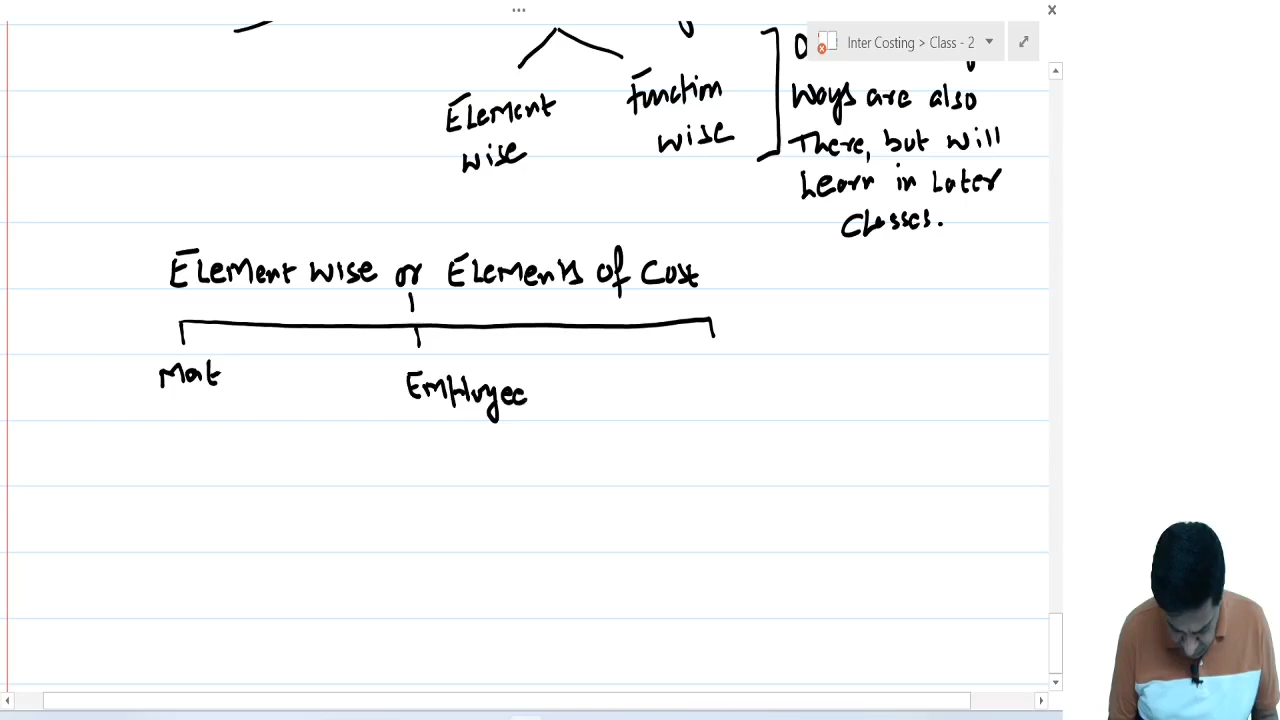 Inter Costing > Class - 2
Element
wise
Function
wise
ways are also
There, but will
Learn in Later
Classes.
Element wise or Elements of Cost
Mat
Employee